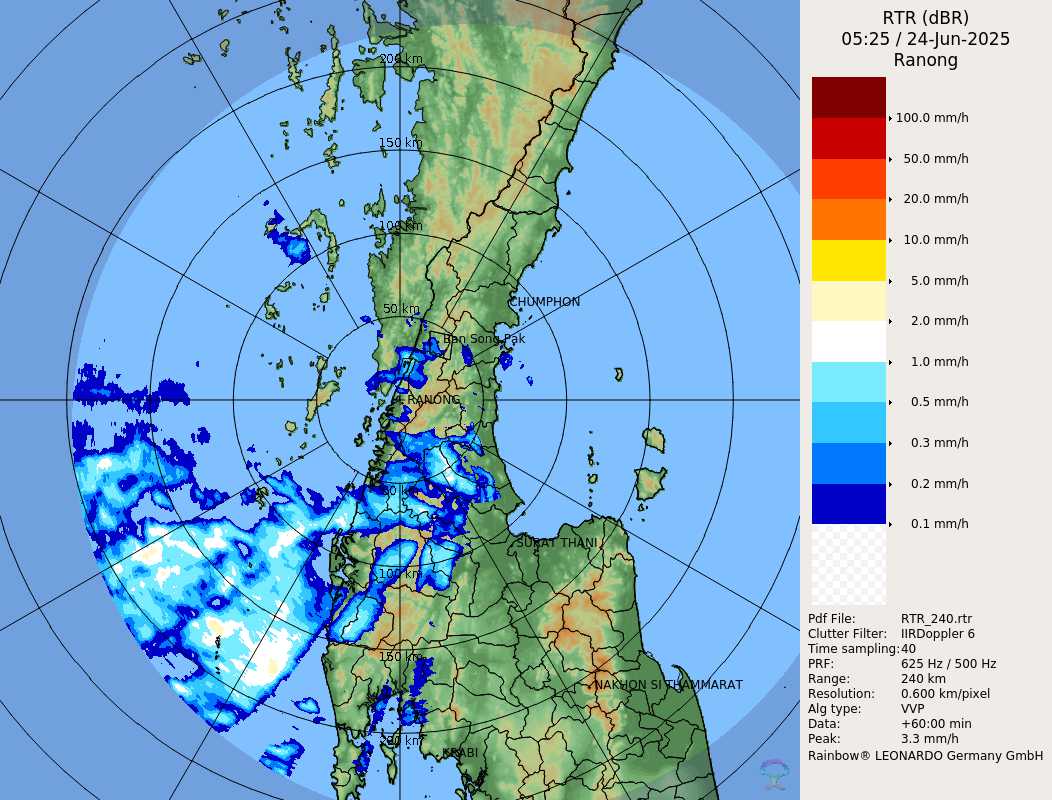 RTR (dBR)
05:25 / 24-Jun-2025
Ranong
100.0 mm/h
50.0 mm/h
20.0 mm/h
10.0 mm/h
5.0 mm/h
2.0 mm/h
1.0 mm/h
0.5 mm/h
0.3 mm/h
0.2 mm/h
0.1 mm/h
Pdf File: RTR_240.rtr
Clutter Filter: IIRDoppler 6
Time sampling:40
PRF: 625 Hz / 500 Hz
Range: 240 km
Resolution: 0.600 km/pixel
Alg type: VVP
Data: +60:00 min
Peak: 3.3 mm/h
Rainbow® LEONARDO Germany GmbH
200 km
150 km
100 km
50 km
CHUMPHON
Ban Song Pak
RANONG
50 km
SURAT THANI
100 km
150 km
NAKHON SI THAMMARAT
200 km
KRABI